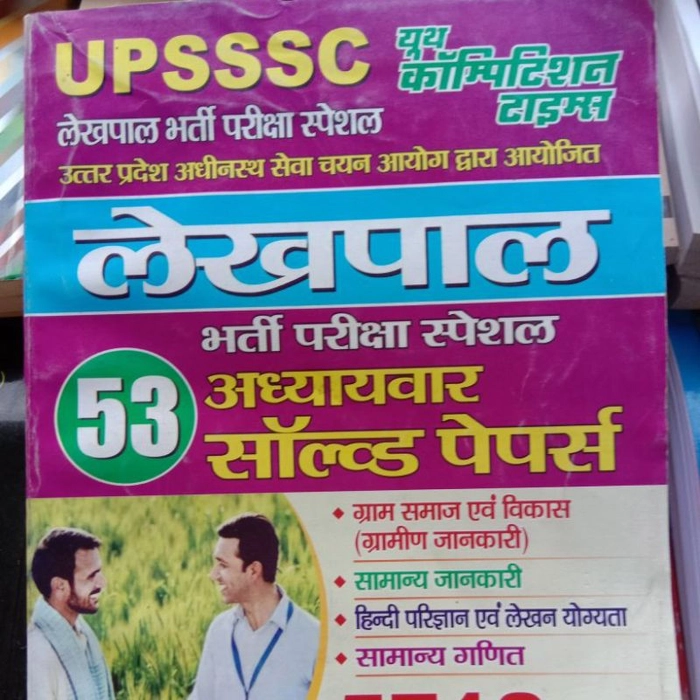 UPSSSC
यूथ
कॉम्पिटिशन
टाइम्स
लेखपाल भर्ती परीक्षा स्पेशल
उत्तर प्रदेश अधीनस्थ सेवा चयन आयोग द्वारा आयोजित
लेखपाल
भर्ती परीक्षा स्पेशल
53
अध्यायवार
सॉल्व्ड पेपर्स
ग्राम समाज एवं विकास
(ग्रामीण जानकारी)
सामान्य जानकारी
हिन्दी परिज्ञान एवं लेखन योग्यता
सामान्य गणित